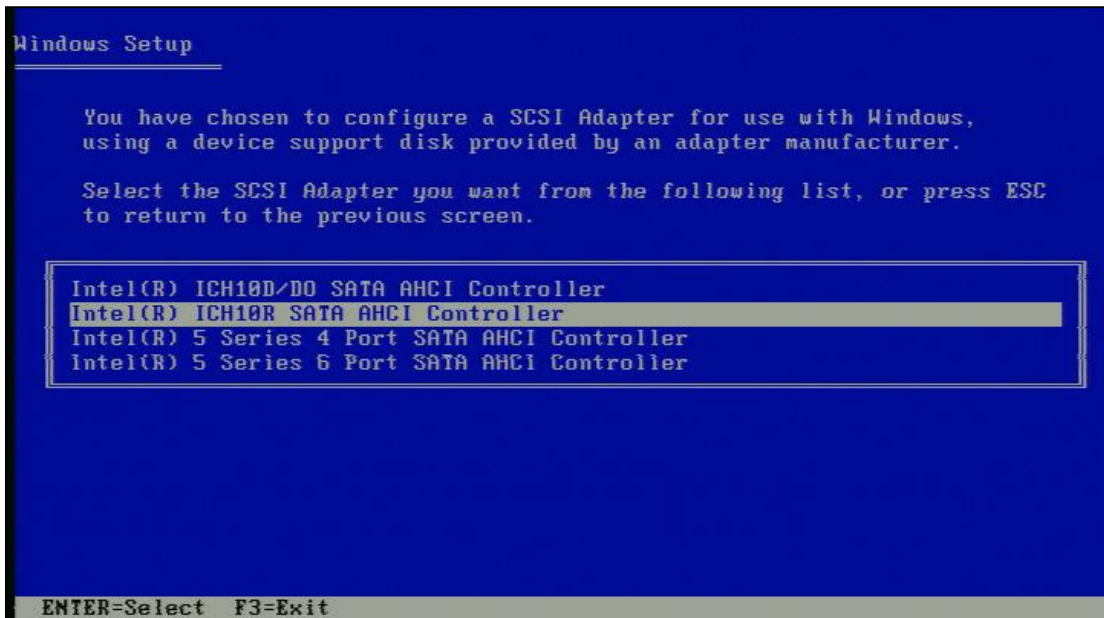 Windows Setup
You have chosen to configure a SCSI Adapter for use with Windows,
using a device support disk provided by an adapter manufacturer.
Select the SCSI Adapter you want from the following list, or press ESC
to return to the previous screen.
Intel(R) ICH10D/DO SATA AHCI Controller
Intel(R) ICH10R SATA AHCI Controller
Intel(R) 5 Series 4 Port SATA AHCI Controller
Intel(R) 5 Series 6 Port SATA AHCI Controller
ENTER=Select F3=Exit